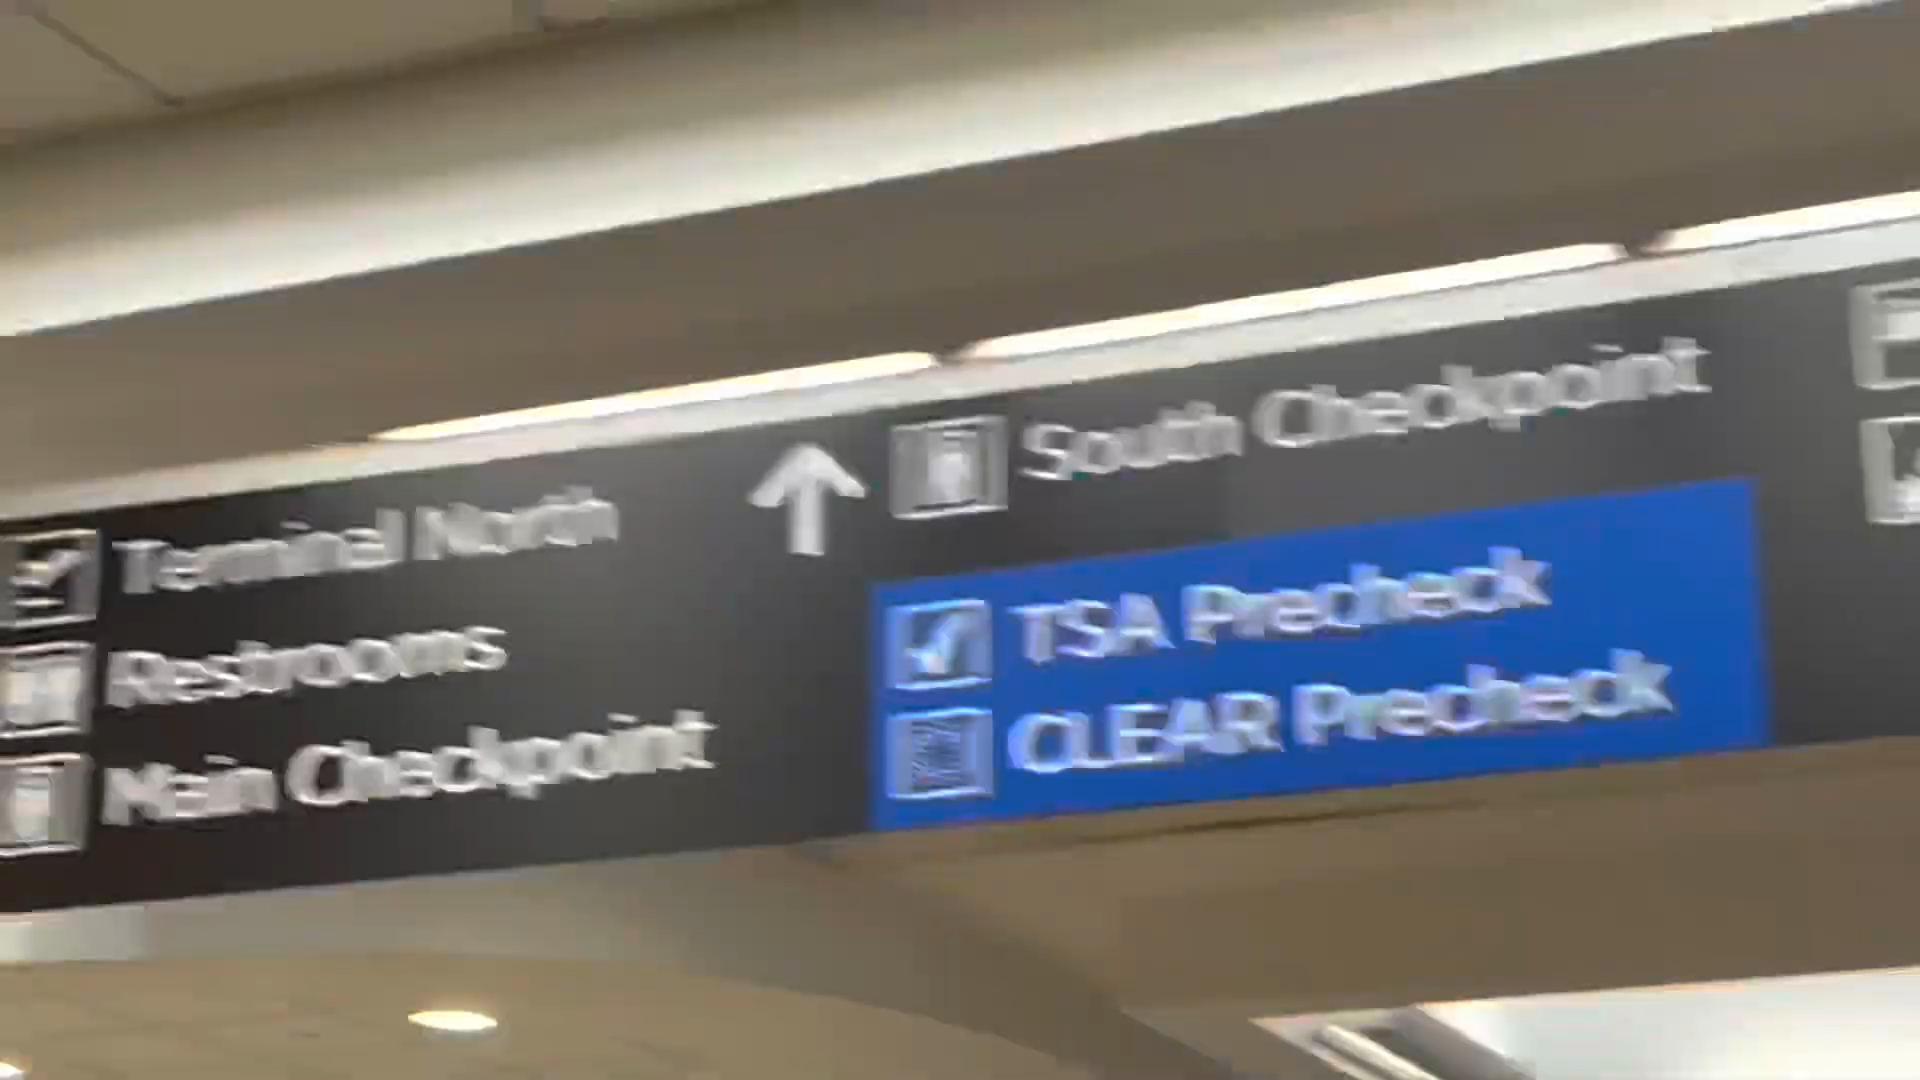 Terminal North
Restrooms
Main Checkpoint
South Checkpoint
TSA Precheck
CLEAR Precheck